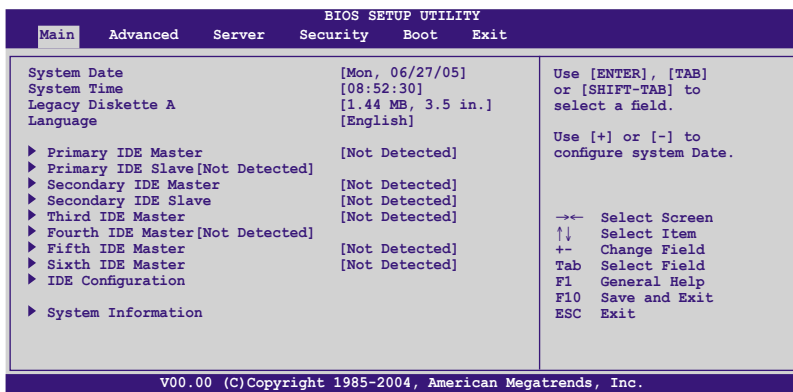 BIOS SETUP UTILITY
Main Advanced Server Security Boot Exit
System Date [Mon, 06/27/05]
System Time [08:52:30]
Legacy Diskette A [1.44 MB, 3.5 in.]
Language [English]
Primary IDE Master [Not Detected]
Primary IDE Slave[Not Detected]
Secondary IDE Master [Not Detected]
Secondary IDE Slave [Not Detected]
Third IDE Master [Not Detected]
Fourth IDE Master[Not Detected]
Fifth IDE Master [Not Detected]
Sixth IDE Master [Not Detected]
IDE Configuration
System Information
Use [ENTER], [TAB]
or [SHIFT-TAB] to
select a field.
Use [+] or [-] to
configure system Date.
→← Select Screen
↑↓ Select Item
+- Change Field
Tab Select Field
F1 General Help
F10 Save and Exit
ESC Exit
V00.00 (C)Copyright 1985-2004, American Megatrends, Inc.